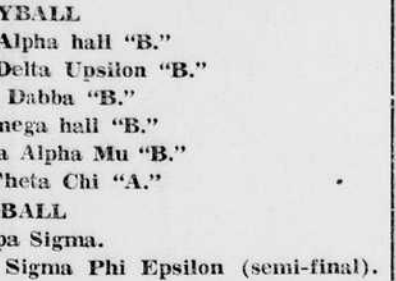 YBALL
Alpha hall "B."
Delta Upsilon "B."
Dabba "B."
mega hall "B."
a Alpha Mu "B."
Theta Chi "A."
BALL
pa Sigma.
Sigma Phi Epsilon (semi-final).